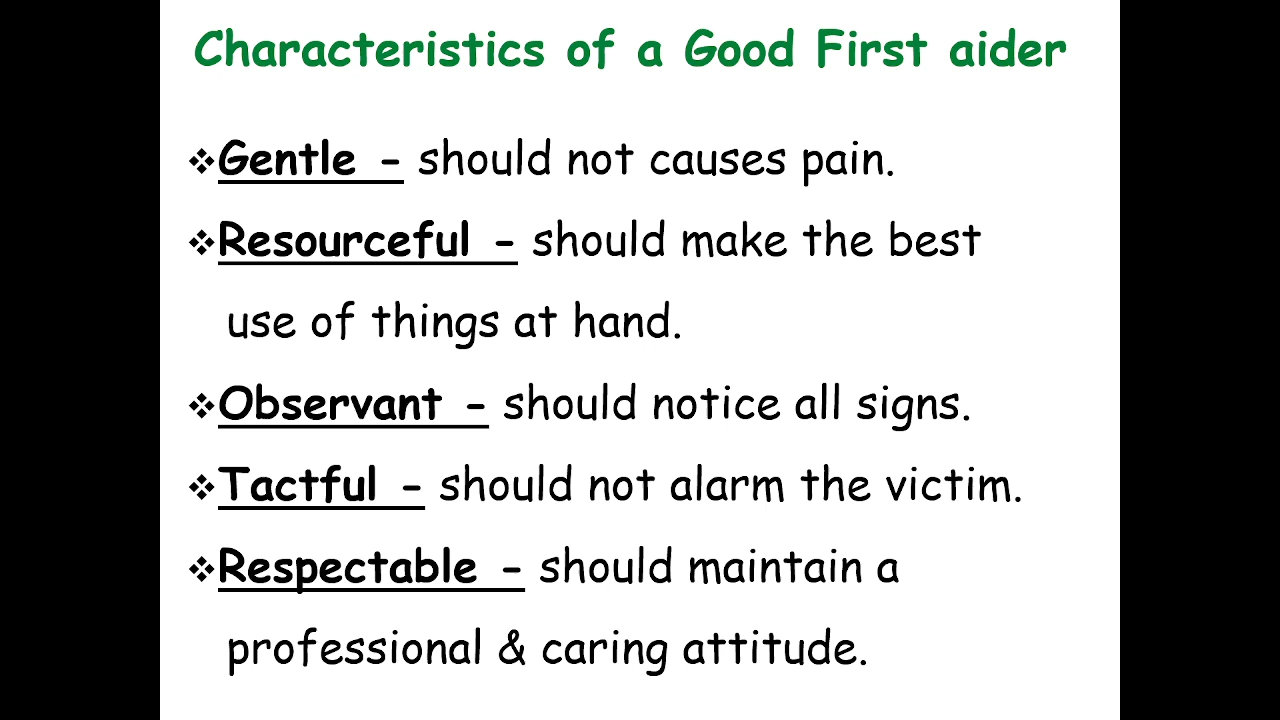 Characteristics of a Good First aider
❖Gentle - should not causes pain.
❖Resourceful - should make the best
use of things at hand.
❖Observant - should notice all signs.
❖Tactful - should not alarm the victim.
❖Respectable - should maintain a
professional & caring attitude.